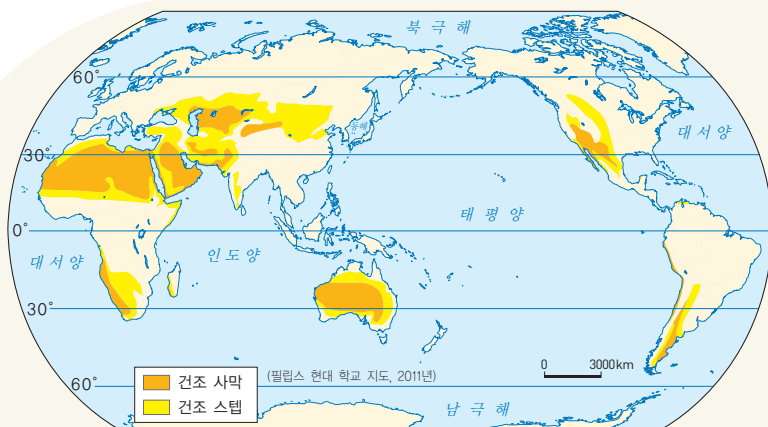 북극해
60°
동해
대서양
30°
태평양
0°
인도양
대서양
30°
0 3000km
60°
(필립스 현대 학교 지도, 2011년)
건조 사막
건조 스텝
남극해